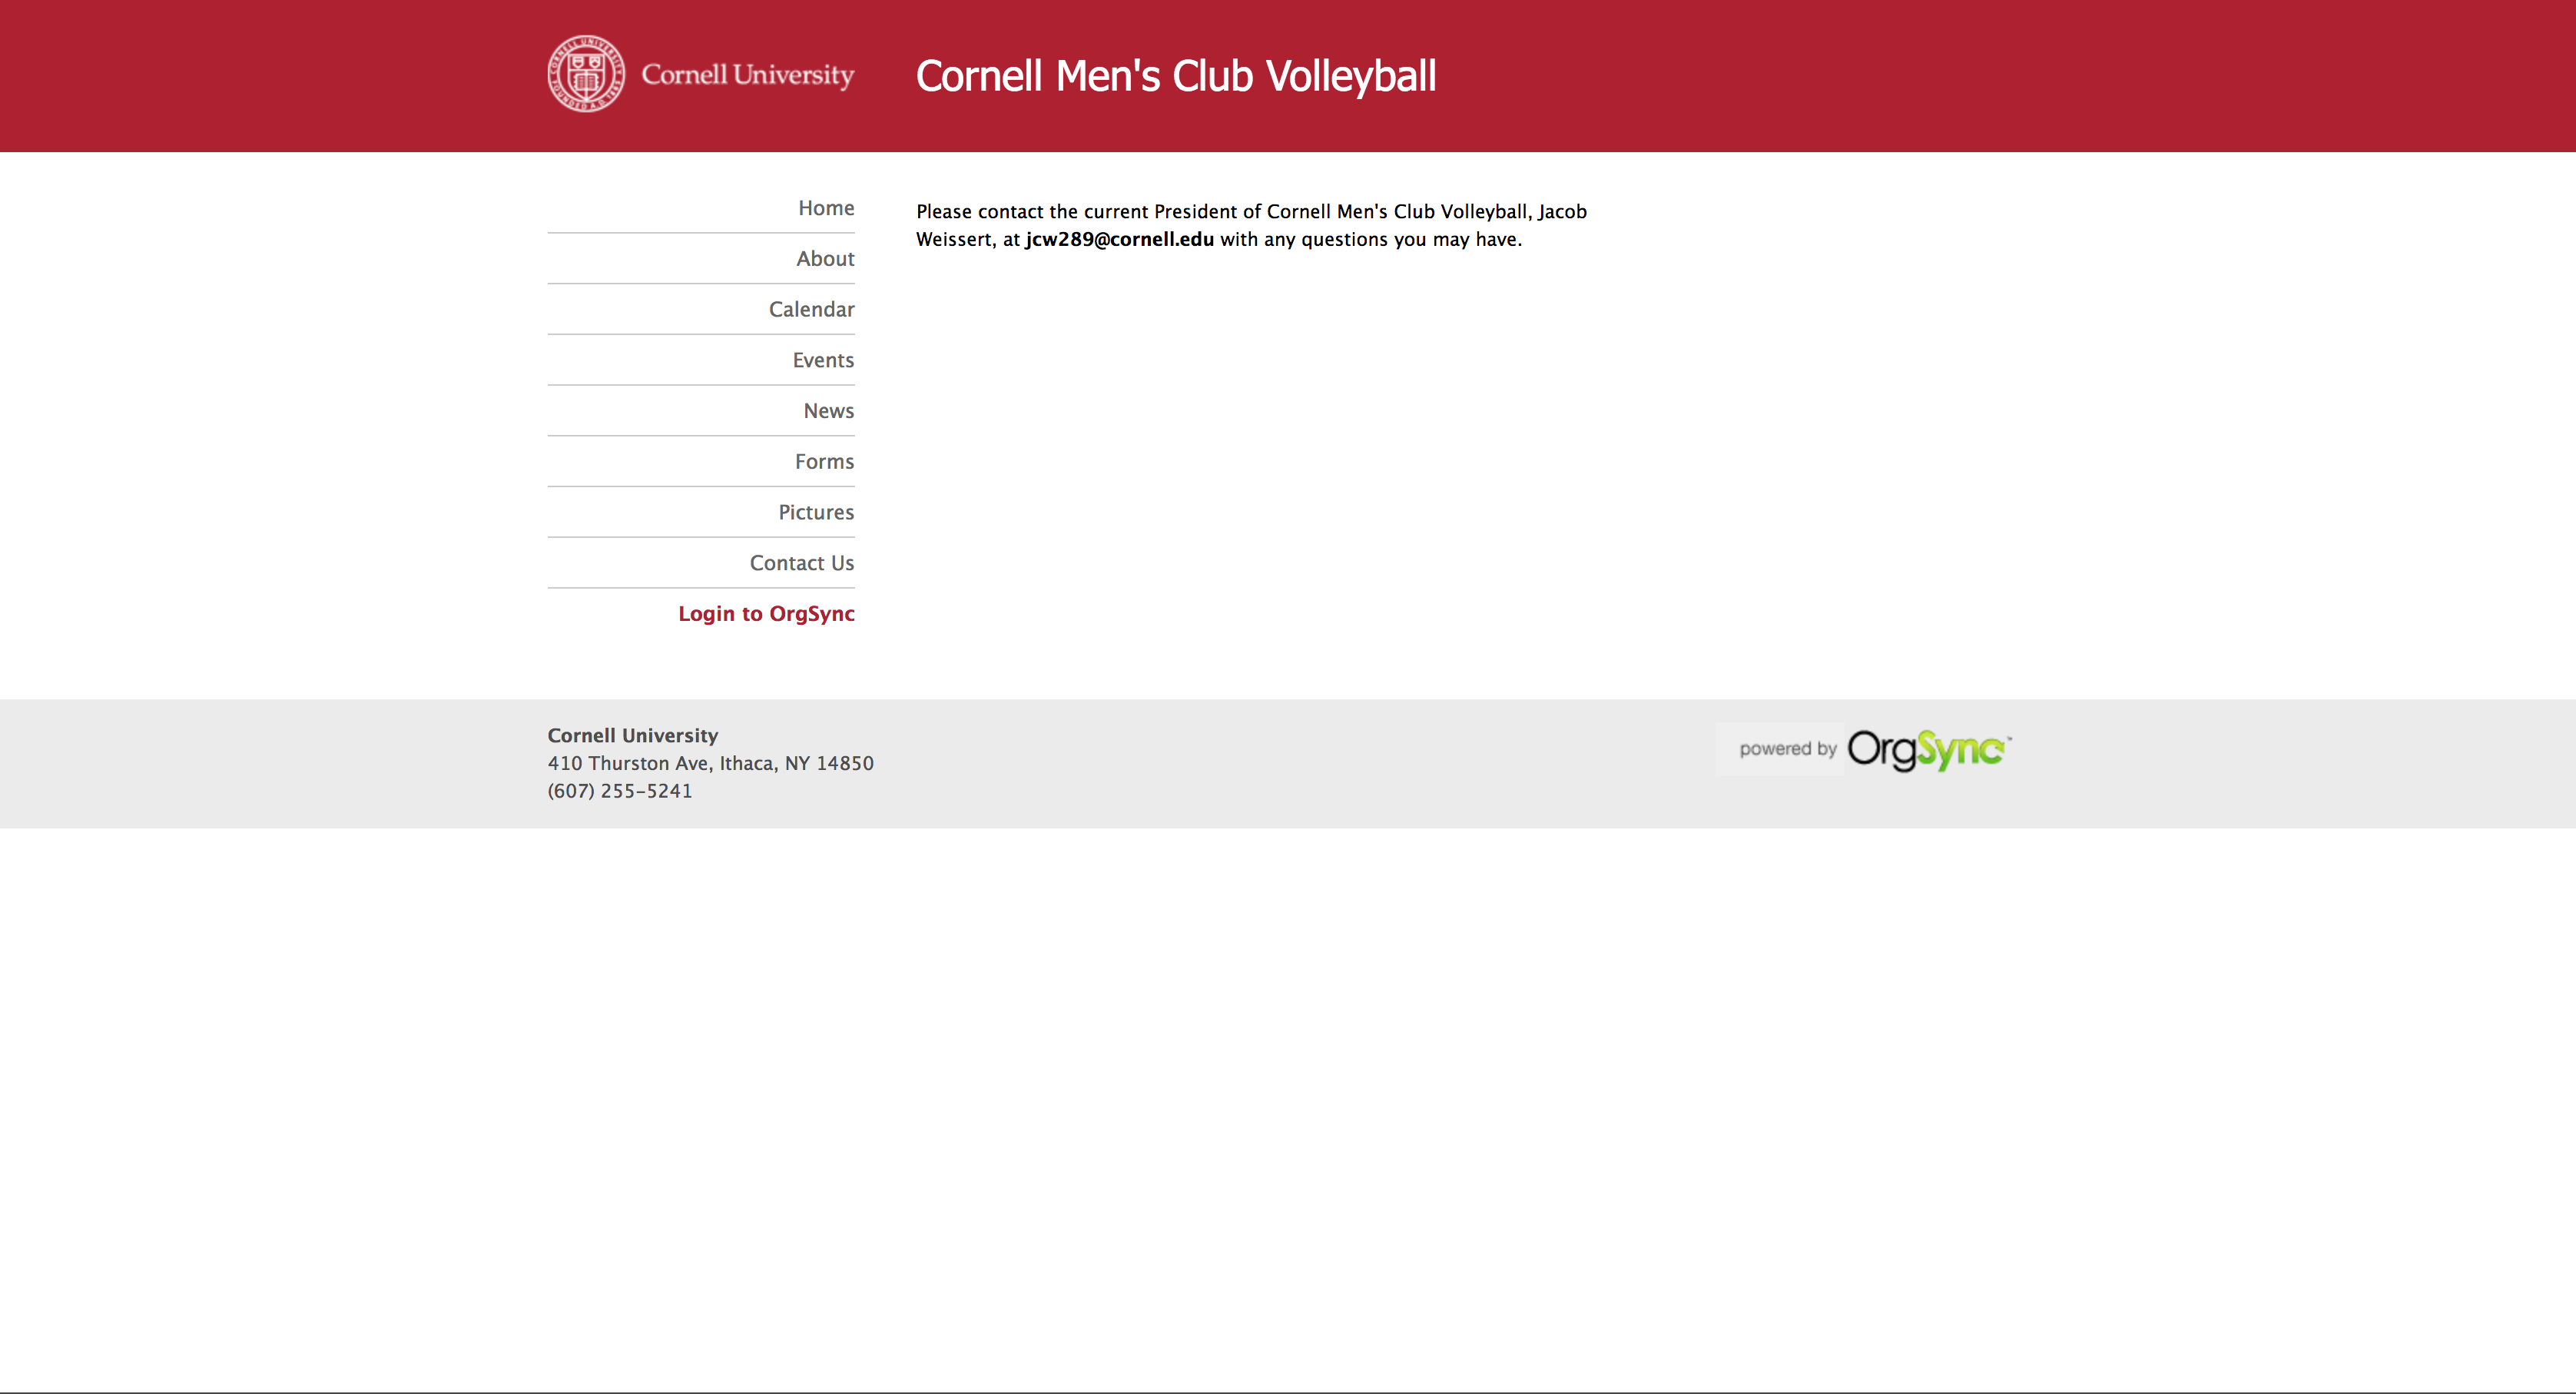 Cornell University
Cornell Men's Club Volleyball
Home
About
Calendar
Events
News
Forms
Pictures
Contact Us
Login to OrgSync
Please contact the current President of Cornell Men's Club Volleyball, Jacob
Weissert, at jcw289@cornell.edu with any questions you may have.
Cornell University
410 Thurston Ave, Ithaca, NY 14850
(607) 255-5241
powered by OrgSync™